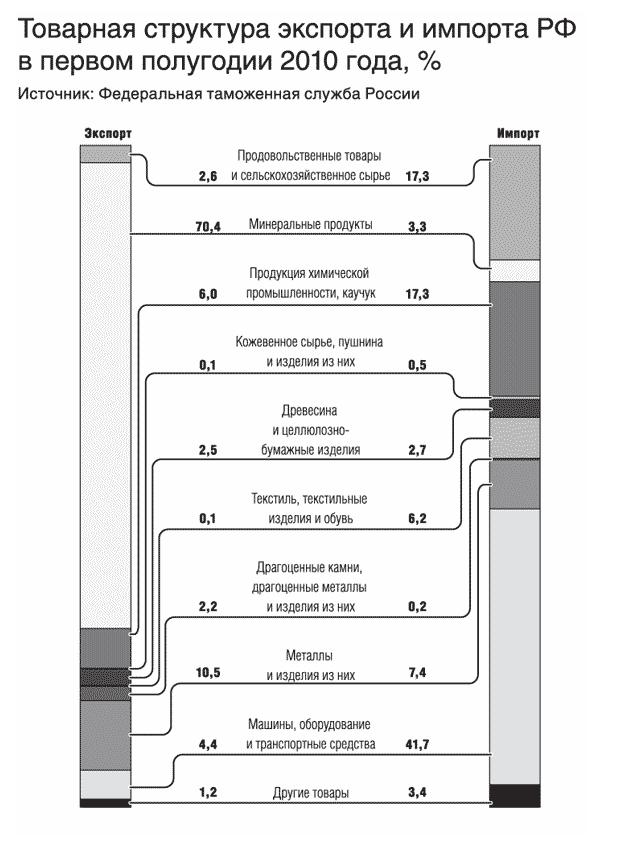 Товарная структура экспорта и импорта РФ
в первом полугодии 2010 года, %
Источник: Федеральная таможенная служба России
Экспорт
Импорт
Продовольственные товары
2,6 и сельскохозяйственное сырье 17,3
70,4 Минеральные продукты 3,3
Продукция химической
6,0 промышленности, каучук 17,3
Кожевенное сырье, пушнина
0,1 и изделия из них 0,5
Древесина
и целлюлозно-
2,5 бумажные изделия 2,7
Текстиль, текстильные
0,1 изделия и обувь 6,2
Драгоценные камни,
драгоценные металлы
2,2 и изделия из них 0,2
Металлы
10,5 и изделия из них 7,4
Машины, оборудование
4,4 и транспортные средства 41,7
1,2 Другие товары 3,4